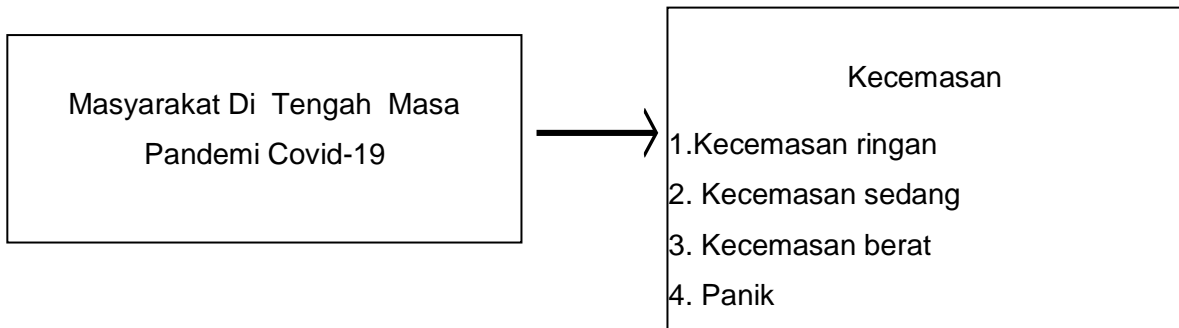 Masyarakat Di Tengah Masa
Pandemi Covid-19
Kecemasan
1.Kecemasan ringan
2. Kecemasan sedang
3. Kecemasan berat
4. Panik